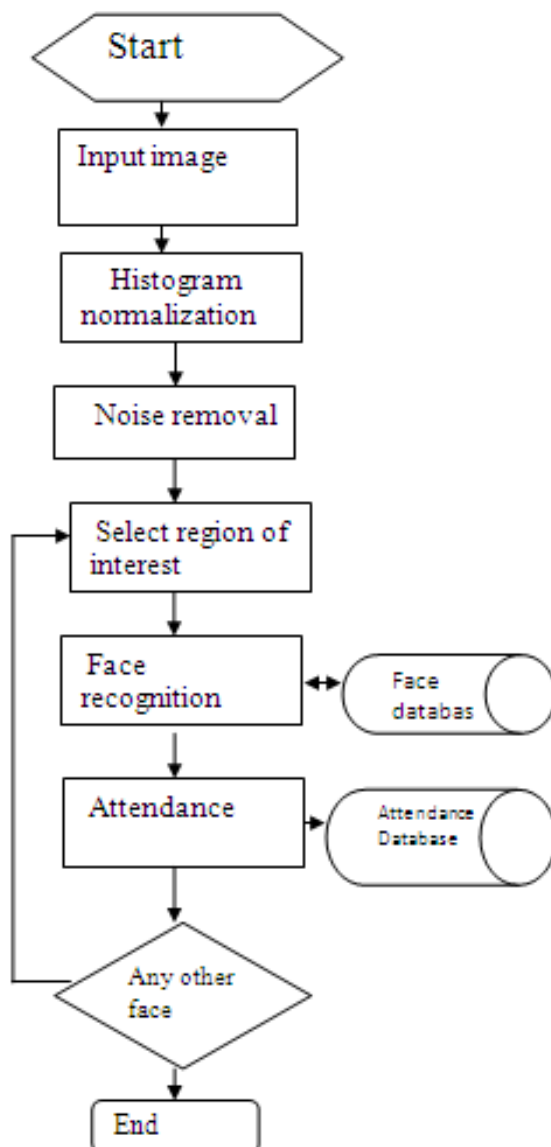 Start
Input image
Histogram
normalization
Noise removal
Select region of
interest
Face
recognition
Face
databas
Attendance
Attendance
Database
Any other
face
End